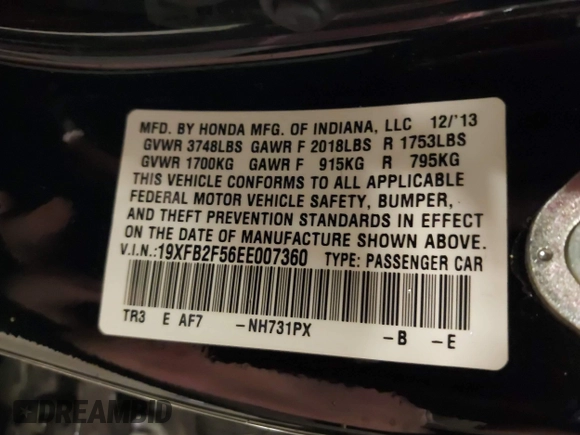 MFD. BY HONDA MFG. OF INDIANA, LLC 12/'13
GVWR 3748LBS GAWR F 2018LBS R 1753LBS
GVWR 1700KG GAWR F 915KG R 795KG
THIS VEHICLE CONFORMS TO ALL APPLICABLE
FEDERAL MOTOR VEHICLE SAFETY, BUMPER,
AND THEFT PREVENTION STANDARDS IN EFFECT
ON THE DATE OF MANUFACTURE SHOWN ABOVE.
V.I.N.:19XFB2F56EE007360 TYPE: PASSENGER CAR
TR3 E AF7 -NH731PX -B -E
DREAMBID